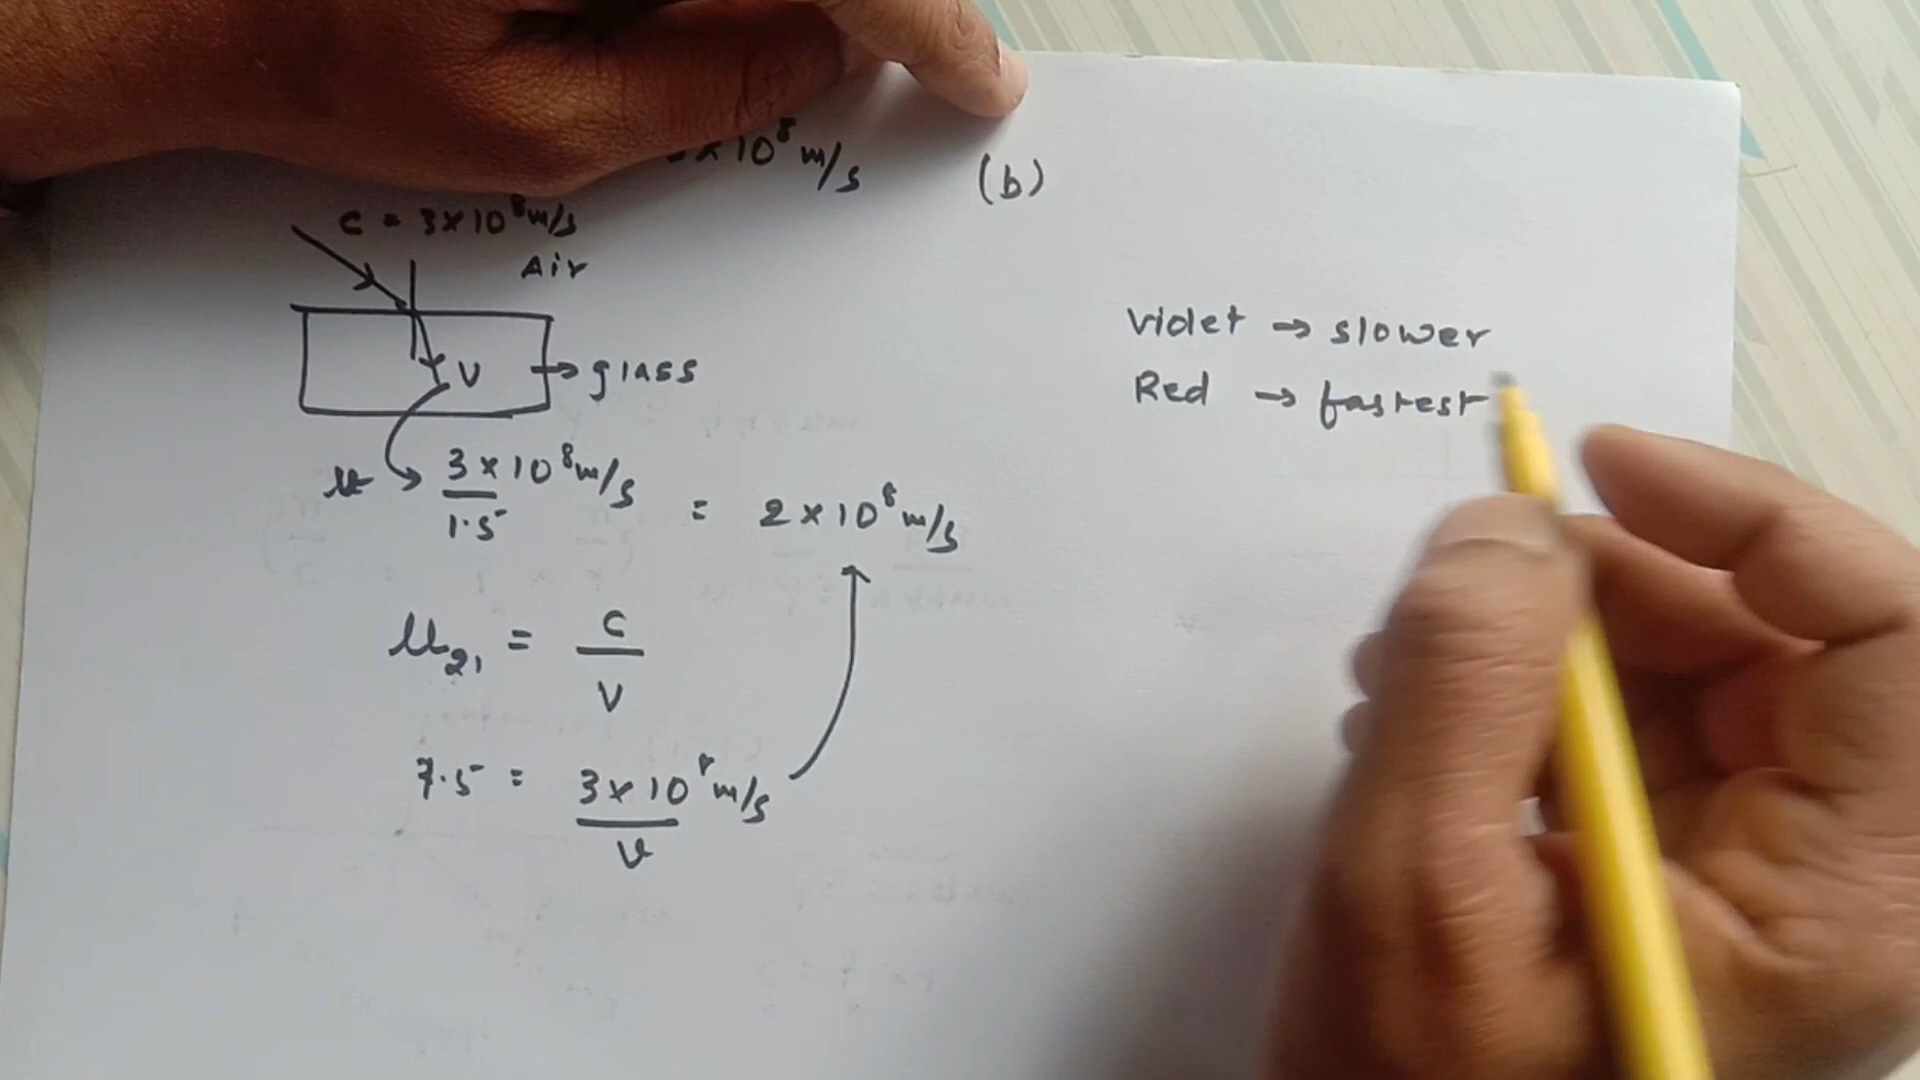 ×10⁸ m/s
(b)
c = 3×10⁸ m/s
Air
v
glass
3×10⁸ m/s
1.5
= 2×10⁸ m/s
μ₂₁ = c
v
7.5 = 3×10⁸ m/s
v
Violet → slower
Red → fastest